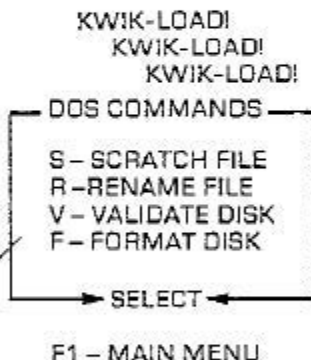 KWIK-LOAD!
KWIK-LOAD!
KWIK-LOAD!
DOS COMMANDS
S – SCRATCH FILE
R –RENAME FILE
V – VALIDATE DISK
F – FORMAT DISK
SELECT
F1 – MAIN MENU